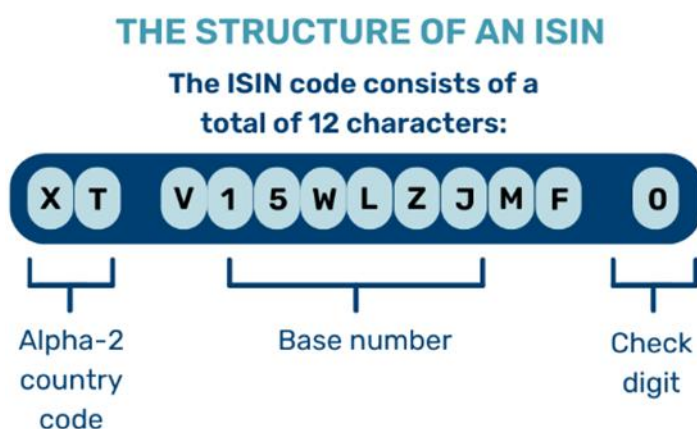 THE STRUCTURE OF AN ISIN
The ISIN code consists of a
total of 12 characters:
X T V 1 5 W L Z J M F 0
Alpha-2
country
code
Base number
Check
digit